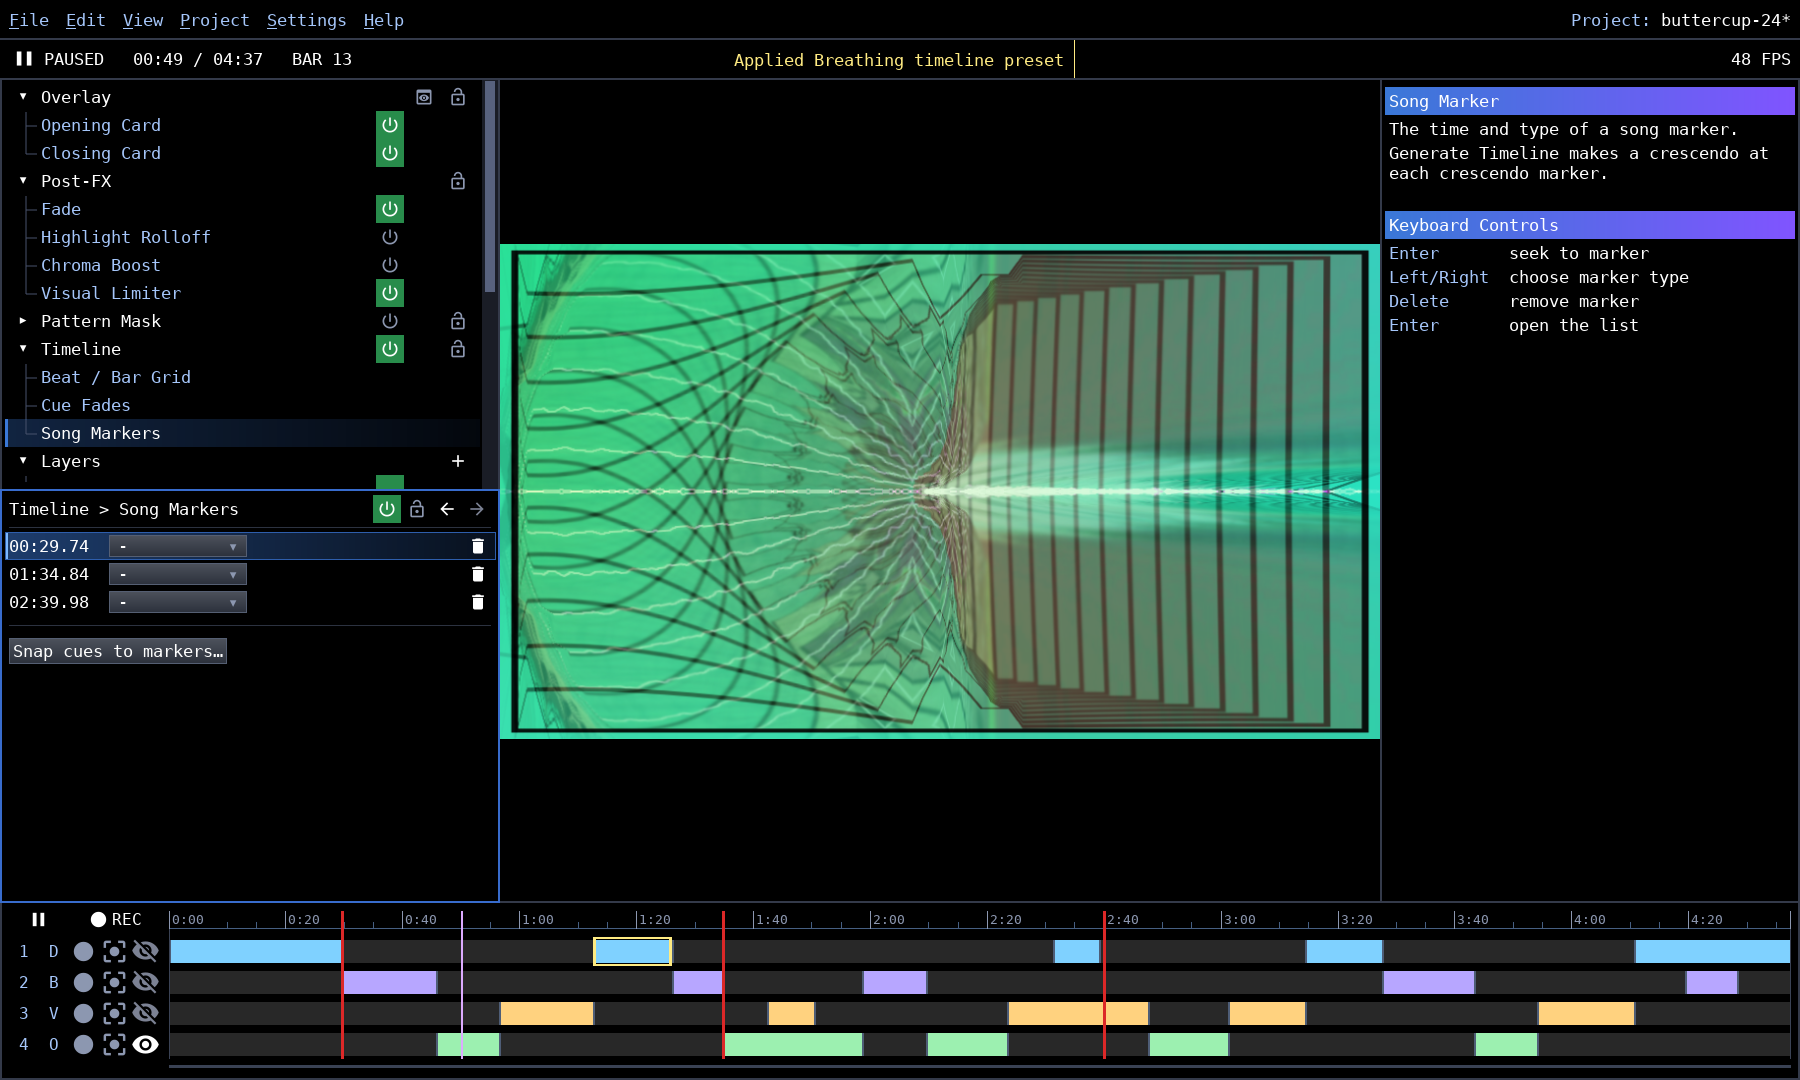 File Edit View Project Settings Help Project: buttercup-24*
PAUSED 00:49 / 04:37 BAR 13 Applied Breathing timeline preset 48 FPS
Overlay
Opening Card
Closing Card
Post-FX
Fade
Highlight Rolloff
Chroma Boost
Visual Limiter
Pattern Mask
Timeline
Beat / Bar Grid
Cue Fades
Song Markers
Layers
Timeline > Song Markers
00:29.74 -
01:34.84 -
02:39.98 -
Snap cues to markers…
Song Marker
The time and type of a song marker.
Generate Timeline makes a crescendo at
each crescendo marker.
Keyboard Controls
Enter seek to marker
Left/Right choose marker type
Delete remove marker
Enter open the list
REC 0:00 0:20 0:40 1:00 1:20 1:40 2:00 2:20 2:40 3:00 3:20 3:40 4:00 4:20
1 D
2 B
3 V
4 O